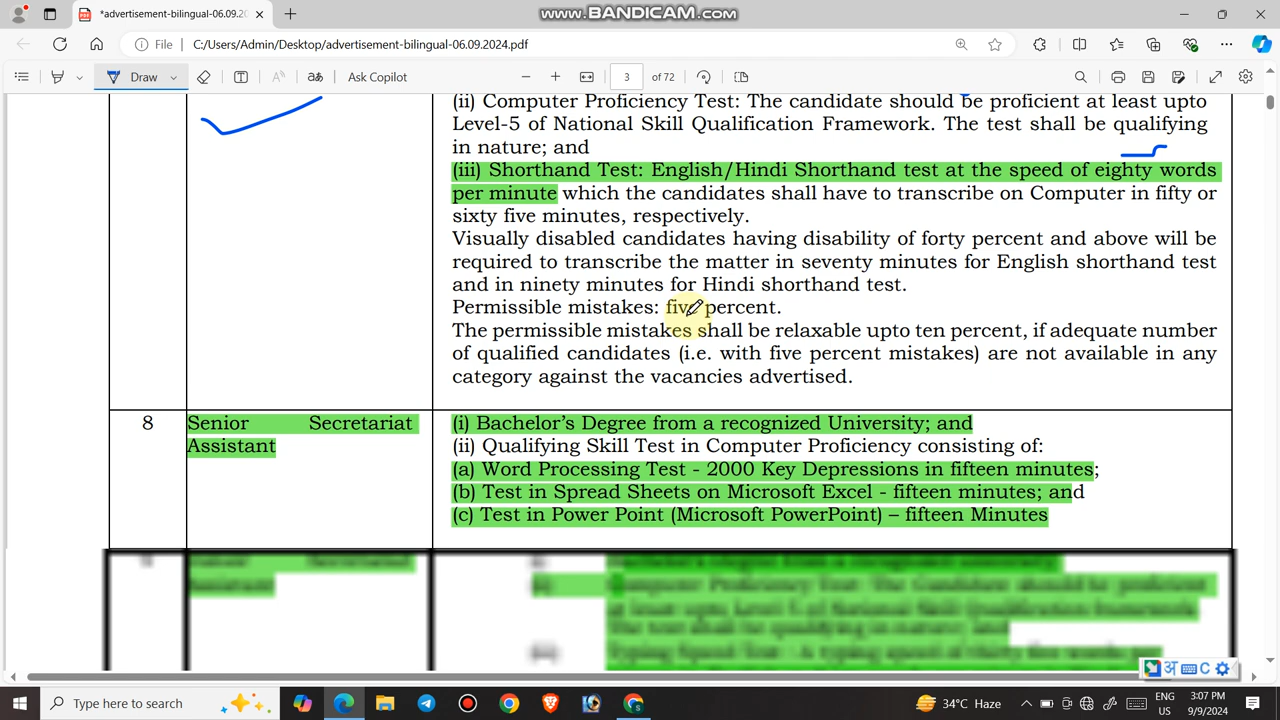 www.BANDICAM.com
*advertisement-bilingual-06.09.20
File C:/Users/Admin/Desktop/advertisement-bilingual-06.09.2024.pdf
Draw Ask Copilot 3 of 72
(ii) Computer Proficiency Test: The candidate should be proficient at least upto
Level-5 of National Skill Qualification Framework. The test shall be qualifying
in nature; and
(iii) Shorthand Test: English/Hindi Shorthand test at the speed of eighty words
per minute which the candidates shall have to transcribe on Computer in fifty or
sixty five minutes, respectively.
Visually disabled candidates having disability of forty percent and above will be
required to transcribe the matter in seventy minutes for English shorthand test
and in ninety minutes for Hindi shorthand test.
Permissible mistakes: five percent.
The permissible mistakes shall be relaxable upto ten percent, if adequate number
of qualified candidates (i.e. with five percent mistakes) are not available in any
category against the vacancies advertised.
8 Senior Secretariat (i) Bachelor's Degree from a recognized University; and
Assistant (ii) Qualifying Skill Test in Computer Proficiency consisting of:
(a) Word Processing Test - 2000 Key Depressions in fifteen minutes;
(b) Test in Spread Sheets on Microsoft Excel - fifteen minutes; and
(c) Test in Power Point (Microsoft PowerPoint) – fifteen Minutes
Type here to search 34°C Haze ENG 3:07 PM
US 9/9/2024